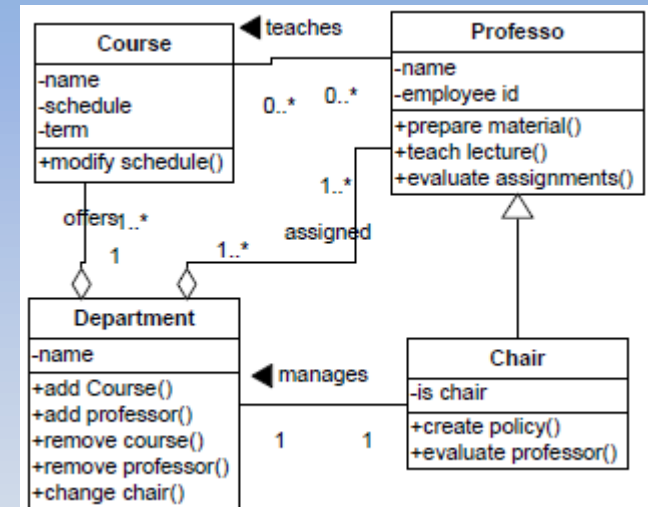 Course
-name
-schedule
-term
+modify schedule()
teaches
0..*
0..*
Professo
-name
-employee id
+prepare material()
+teach lecture()
+evaluate assignments()
offers
1..*
1
1..*
assigned
1..*
Department
-name
+add Course()
+add professor()
+remove course()
+remove professor()
+change chair()
manages
1
1
Chair
-is chair
+create policy()
+evaluate professor()